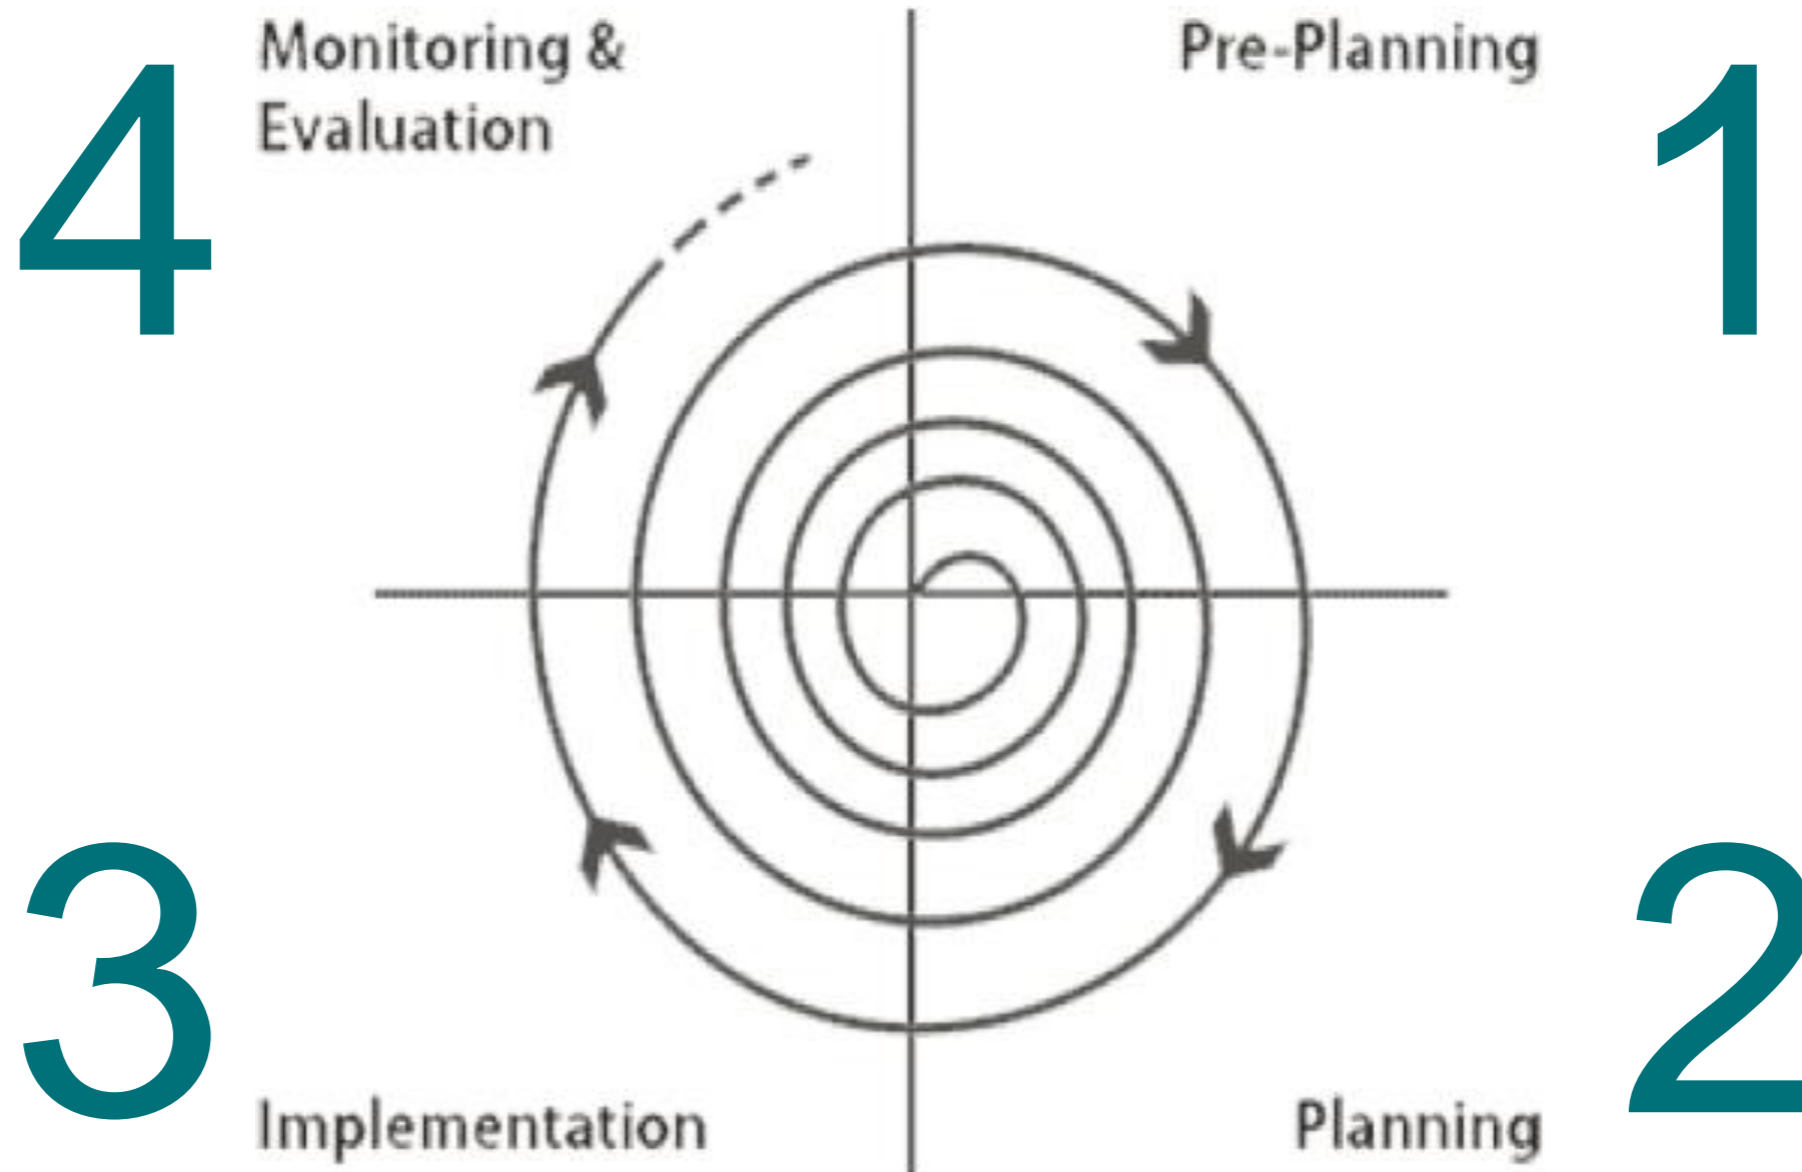 4
Monitoring &
Evaluation
Pre-Planning
1
3
Implementation
Planning
2